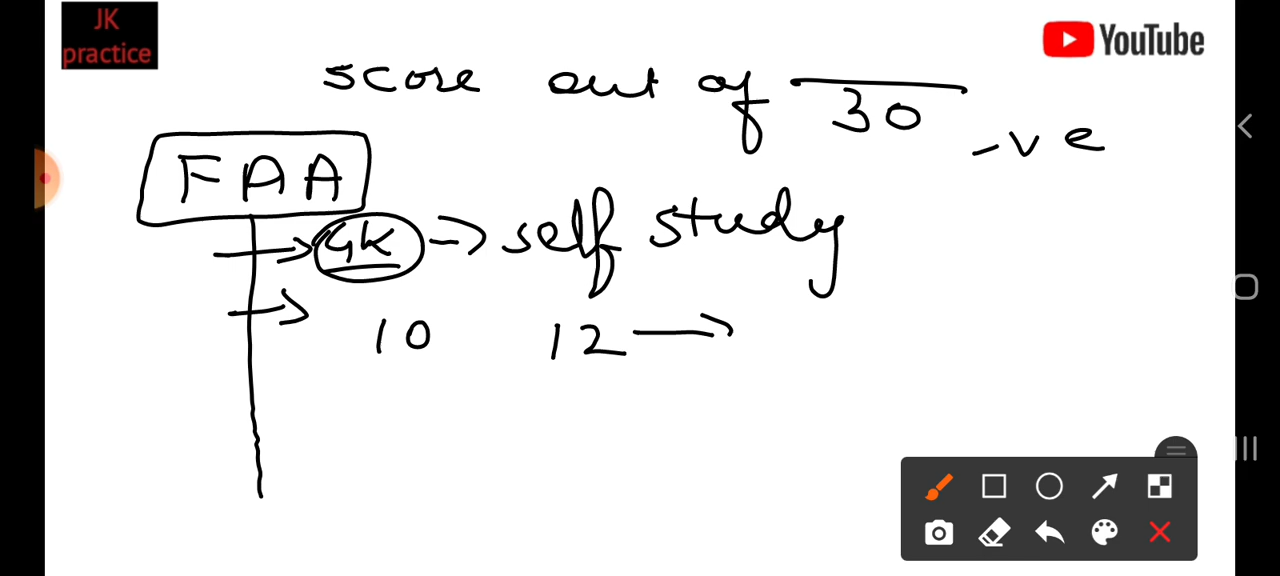 JK
practice
YouTube
score out of 30
-ve
FAA
GK → self study
→ 10 12 →